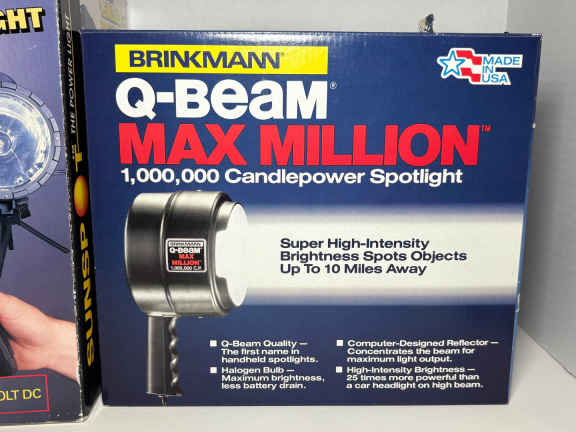 GHT
THE POWER LIGHT
SUNSPOT
OLT DC
BRINKMANN
Q-BEAM®
MAX MILLION™
1,000,000 Candlepower Spotlight
MADE
IN
USA
BRINKMANN
Q-BEAM
MAX
MILLION
1,000,000 C.P.
Super High-Intensity
Brightness Spots Objects
Up To 10 Miles Away
■ Q-Beam Quality —
The first name in
handheld spotlights.
■ Halogen Bulb —
Maximum brightness,
less battery drain.
■ Computer-Designed Reflector —
Concentrates the beam for
maximum light output.
■ High-Intensity Brightness —
25 times more powerful than
a car headlight on high beam.